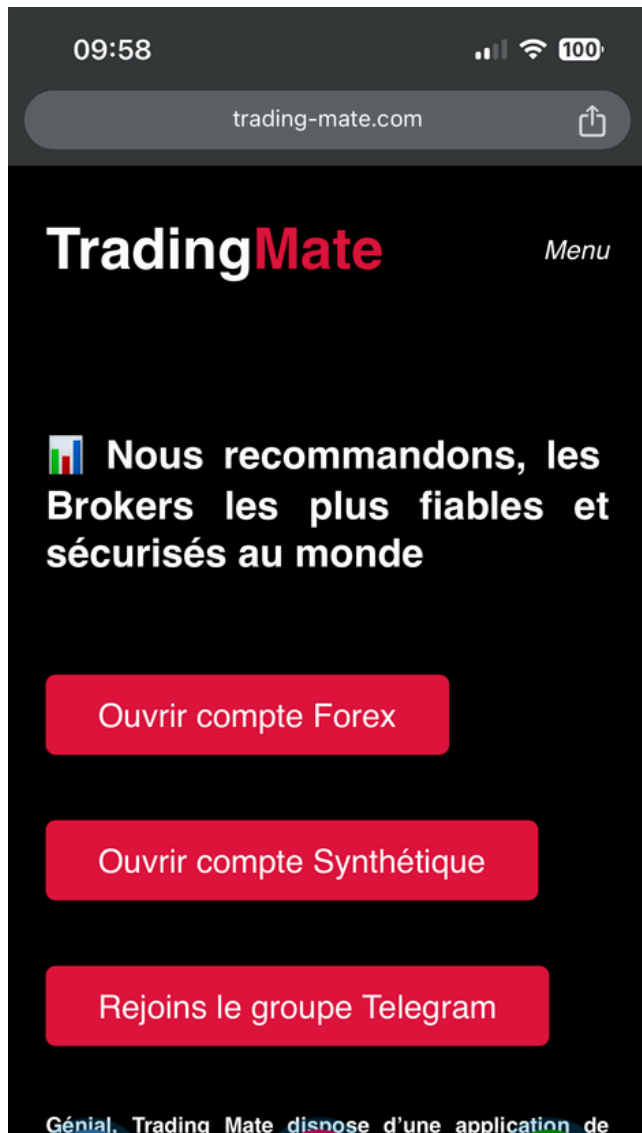 09:58
100
trading-mate.com
TradingMate
Menu
Nous recommandons, les
Brokers les plus fiables et
sécurisés au monde
Ouvrir compte Forex
Ouvrir compte Synthétique
Rejoins le groupe Telegram
Génial, Trading Mate dispose d’une application de